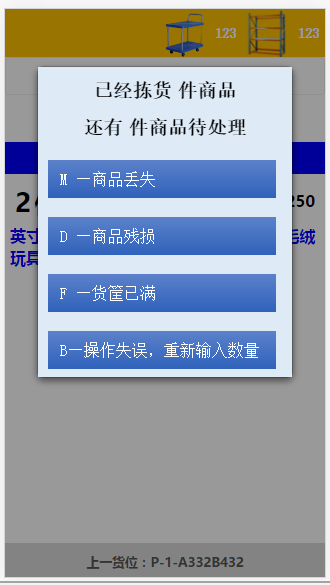 123 123
已经拣货 件商品
还有 件商品待处理
M 一商品丢失
2 250
D 一商品残损
英寸 毛绒
玩具
F 一货筐已满
B一操作失误，重新输入数量
上一货位：P-1-A332B432